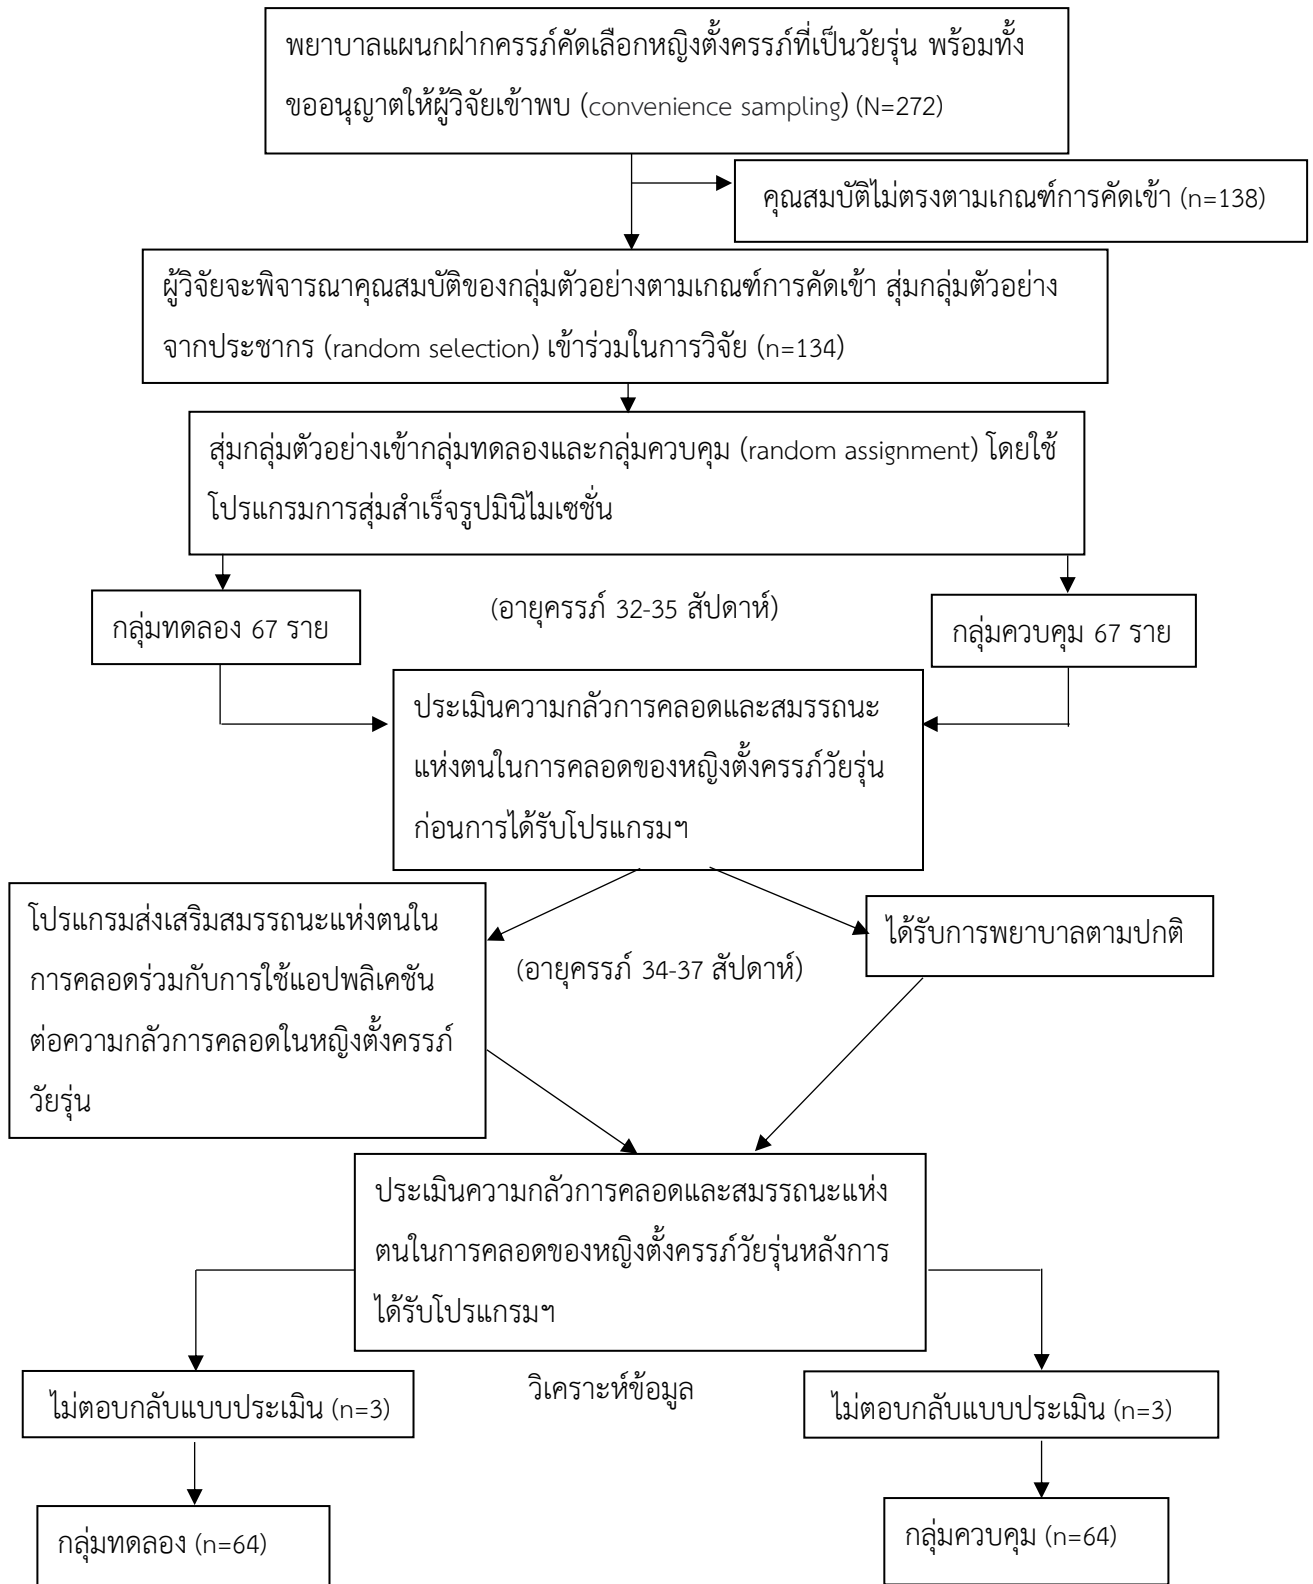 พยาบาลแผนกฝากครรภ์คัดเลือกหญิงตั้งครรภ์ที่เป็นวัยรุ่น พร้อมทั้ง
ขออนุญาตให้ผู้วิจัยเข้าพบ (convenience sampling) (N=272)
คุณสมบัติไม่ตรงตามเกณฑ์การคัดเข้า (n=138)
ผู้วิจัยจะพิจารณาคุณสมบัติของกลุ่มตัวอย่างตามเกณฑ์การคัดเข้า สุ่มกลุ่มตัวอย่าง
จากประชากร (random selection) เข้าร่วมในการวิจัย (n=134)
สุ่มกลุ่มตัวอย่างเข้ากลุ่มทดลองและกลุ่มควบคุม (random assignment) โดยใช้
โปรแกรมการสุ่มสำเร็จรูปมินิไมเซชั่น
(อายุครรภ์ 32-35 สัปดาห์)
กลุ่มทดลอง 67 ราย
กลุ่มควบคุม 67 ราย
ประเมินความกลัวการคลอดและสมรรถนะ
แห่งตนในการคลอดของหญิงตั้งครรภ์วัยรุ่น
ก่อนการได้รับโปรแกรมฯ
โปรแกรมส่งเสริมสมรรถนะแห่งตนใน
การคลอดร่วมกับการใช้แอปพลิเคชัน
ต่อความกลัวการคลอดในหญิงตั้งครรภ์
วัยรุ่น
(อายุครรภ์ 34-37 สัปดาห์)
ได้รับการพยาบาลตามปกติ
ประเมินความกลัวการคลอดและสมรรถนะแห่ง
ตนในการคลอดของหญิงตั้งครรภ์วัยรุ่นหลังการ
ได้รับโปรแกรมฯ
วิเคราะห์ข้อมูล
ไม่ตอบกลับแบบประเมิน (n=3)
ไม่ตอบกลับแบบประเมิน (n=3)
กลุ่มทดลอง (n=64)
กลุ่มควบคุม (n=64)